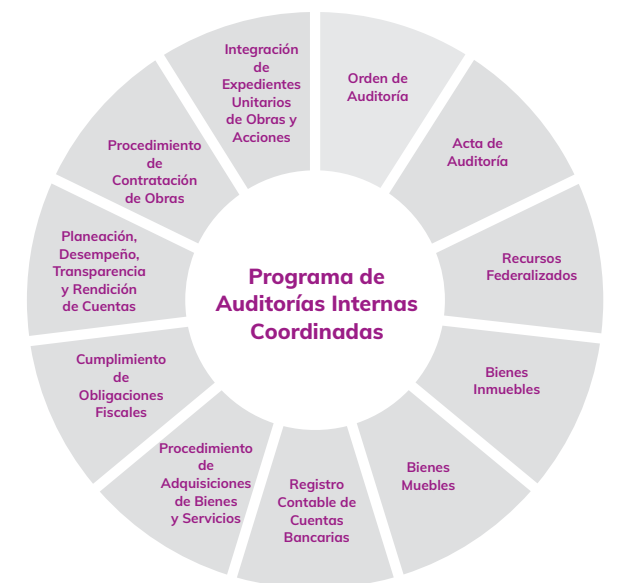 Programa de
Auditorías Internas
Coordinadas
Orden de
Auditoría
Acta de
Auditoría
Recursos
Federalizados
Bienes
Inmuebles
Bienes
Muebles
Registro
Contable de
Cuentas
Bancarias
Procedimiento
de
Adquisiciones
de Bienes
y Servicios
Cumplimiento
de
Obligaciones
Fiscales
Planeación,
Desempeño,
Transparencia
y Rendición
de Cuentas
Procedimiento
de
Contratación
de Obras
Integración
de
Expedientes
Unitarios
de Obras y
Acciones